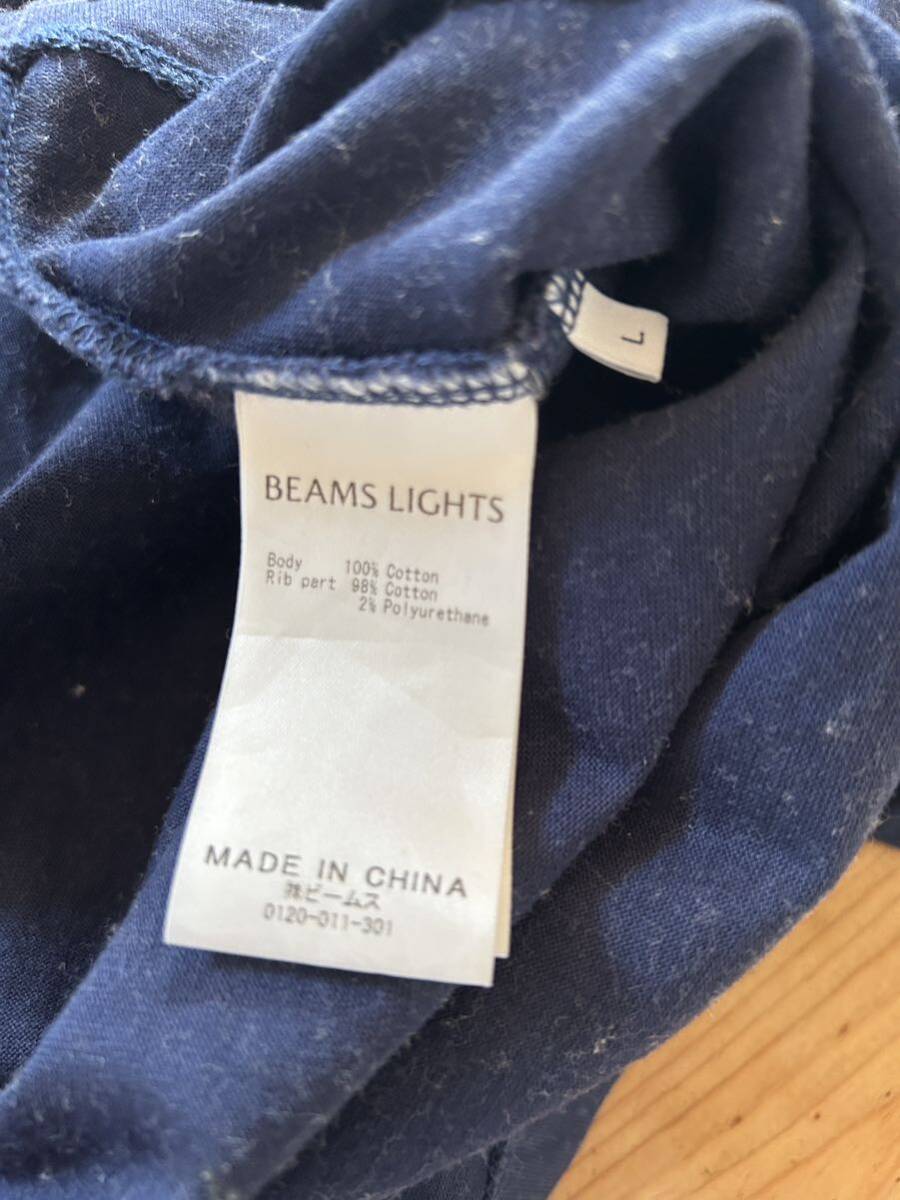 L
BEAMS LIGHTS
Body 100% Cotton
Rib part 98% Cotton
2% Polyurethane
MADE IN CHINA
㈱ビームス
0120-011-301